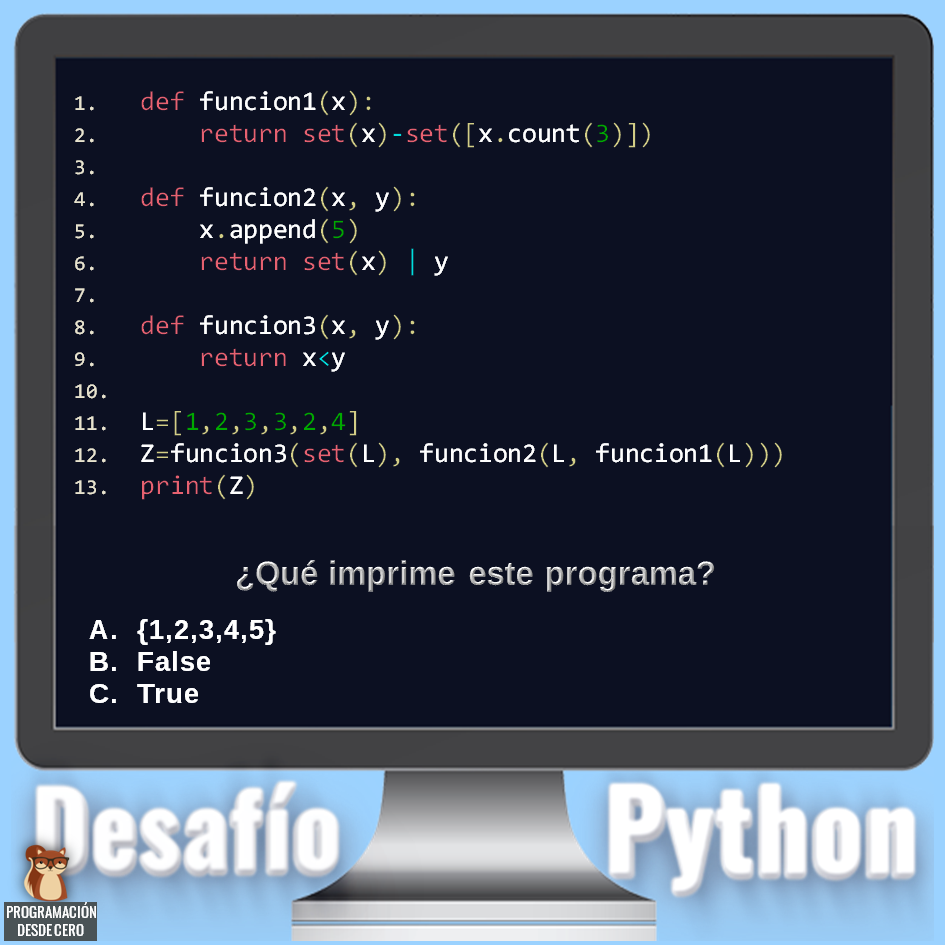 1. def funcion1(x):
2. return set(x)-set([x.count(3)])
3.
4. def funcion2(x, y):
5. x.append(5)
6. return set(x) | y
7.
8. def funcion3(x, y):
9. return x<y
10.
11. L=[1,2,3,3,2,4]
12. Z=funcion3(set(L), funcion2(L, funcion1(L)))
13. print(Z)
¿Qué imprime este programa?
A. {1,2,3,4,5}
B. False
C. True
Desafío Python
PROGRAMACIÓN
DESDE CERO